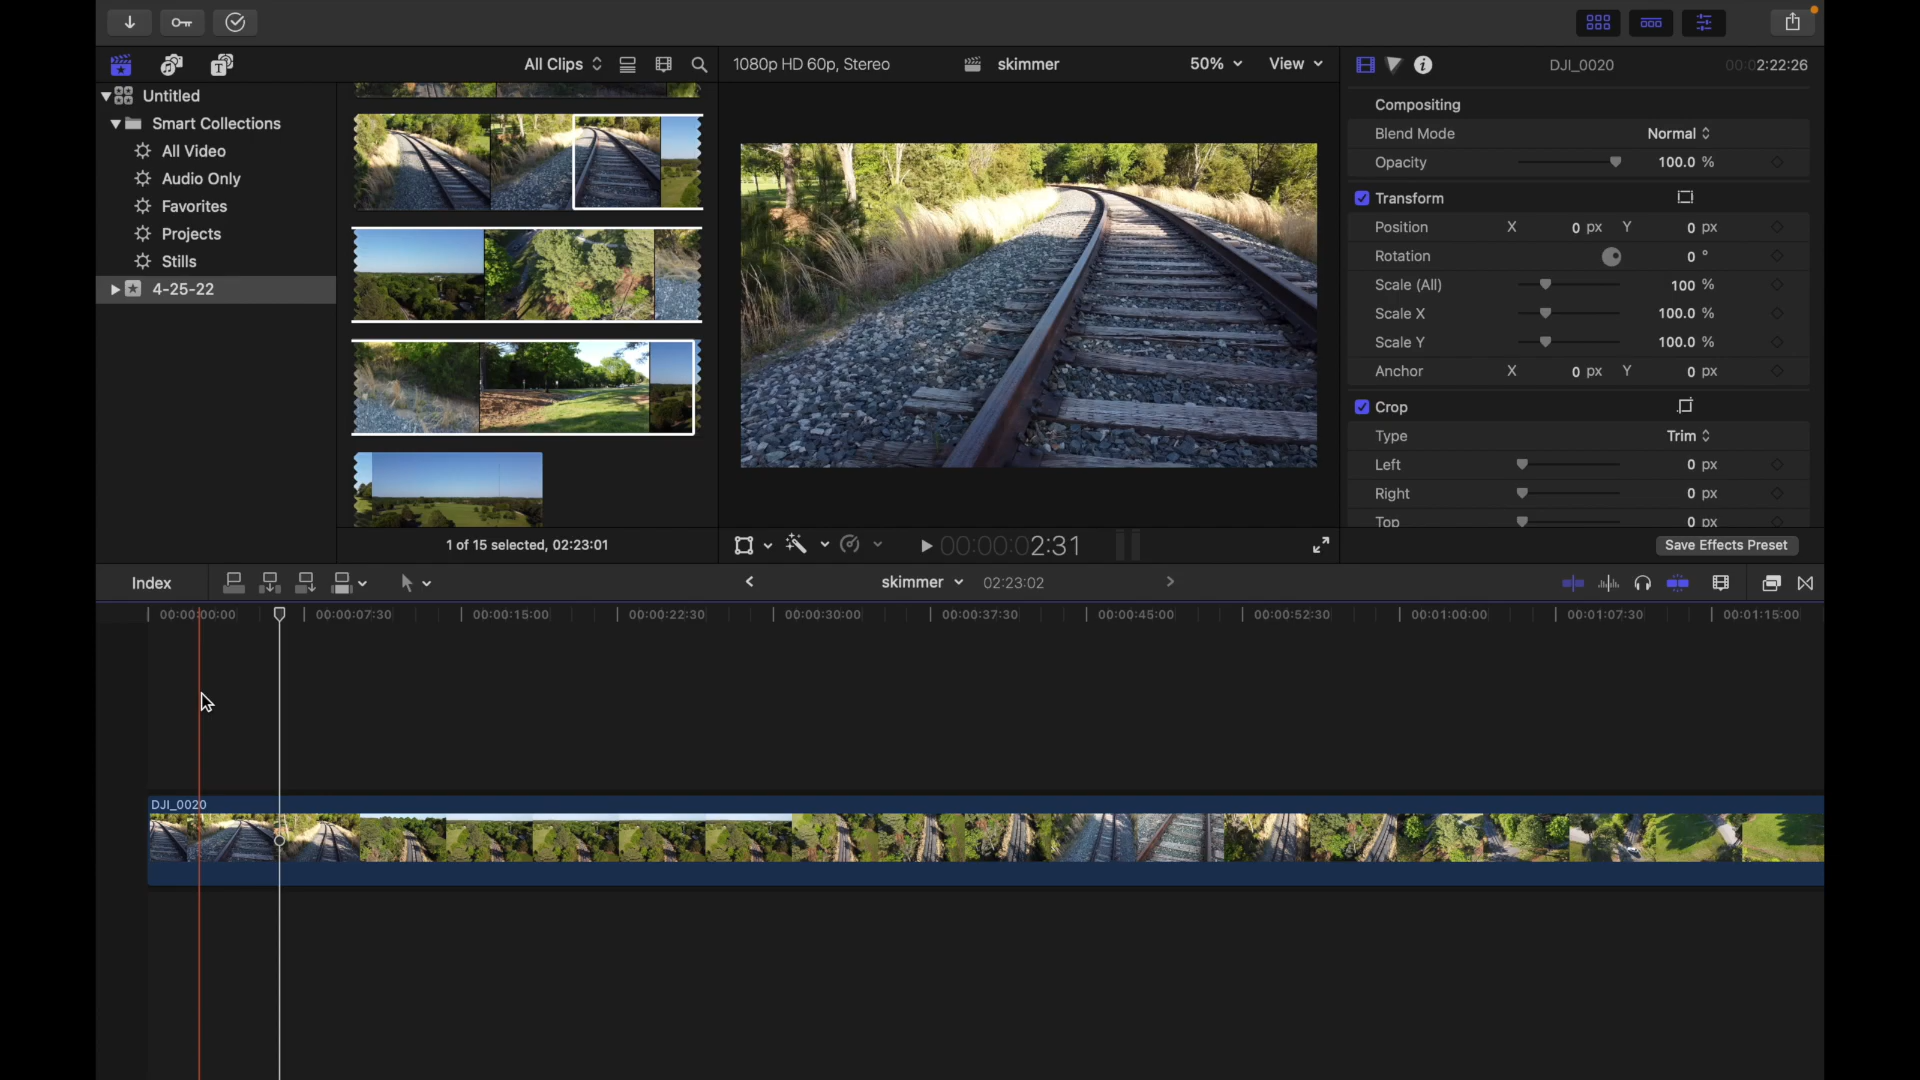 All Clips
1080p HD 60p, Stereo
skimmer
50%
View
DJI_0020
00:0 2:22:26
Untitled
Smart Collections
All Video
Audio Only
Favorites
Projects
Stills
4-25-22
Compositing
Blend Mode Normal
Opacity 100.0 %
Transform
Position X 0 px Y 0 px
Rotation 0 °
Scale (All) 100 %
Scale X 100.0 %
Scale Y 100.0 %
Anchor X 0 px Y 0 px
Crop
Type Trim
Left 0 px
Right 0 px
Top 0 px
1 of 15 selected, 02:23:01
00:00:02:31
Save Effects Preset
Index
skimmer
02:23:02
00:00:00:00 00:00:07:30 00:00:15:00 00:00:22:30 00:00:30:00 00:00:37:30 00:00:45:00 00:00:52:30 00:01:00:00 00:01:07:30 00:01:15:00
DJI_0020